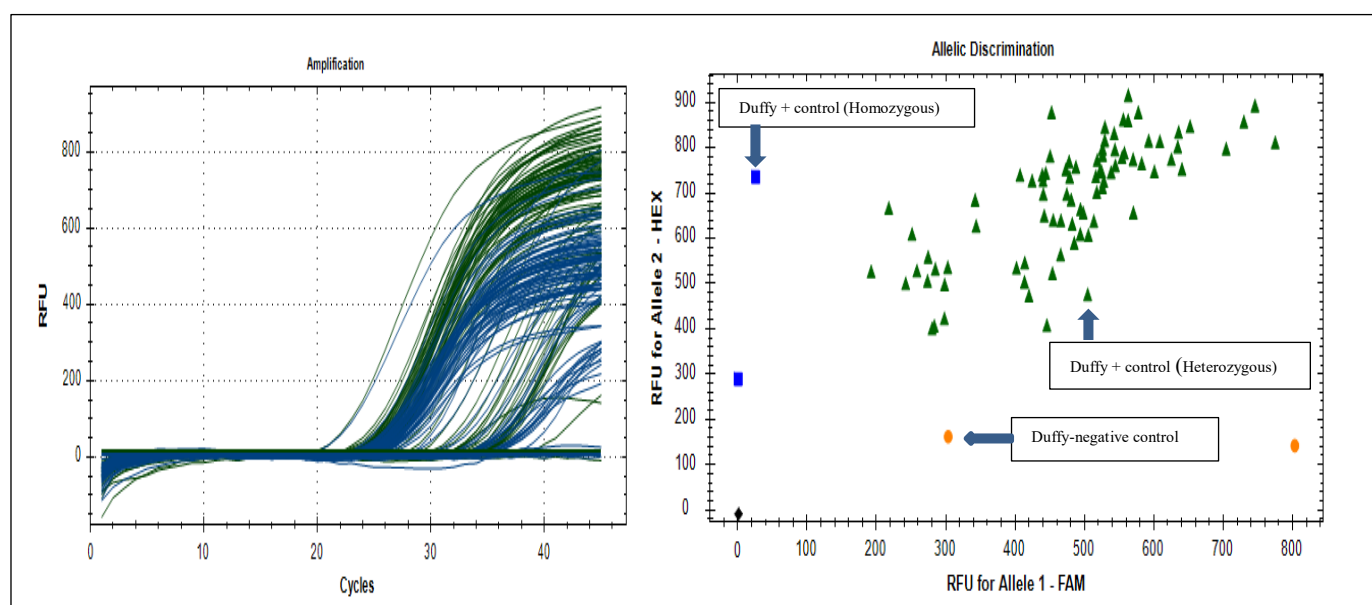 Amplification
800
600
400
200
0
RFU
0 10 20 30 40
Cycles
Allelic Discrimination
900
800
700
600
500
400
300
200
100
0
RFU for Allele 2 - HEX
Duffy + control (Homozygous)
Duffy + control (Heterozygous)
Duffy-negative control
0 100 200 300 400 500 600 700 800
RFU for Allele 1 - FAM